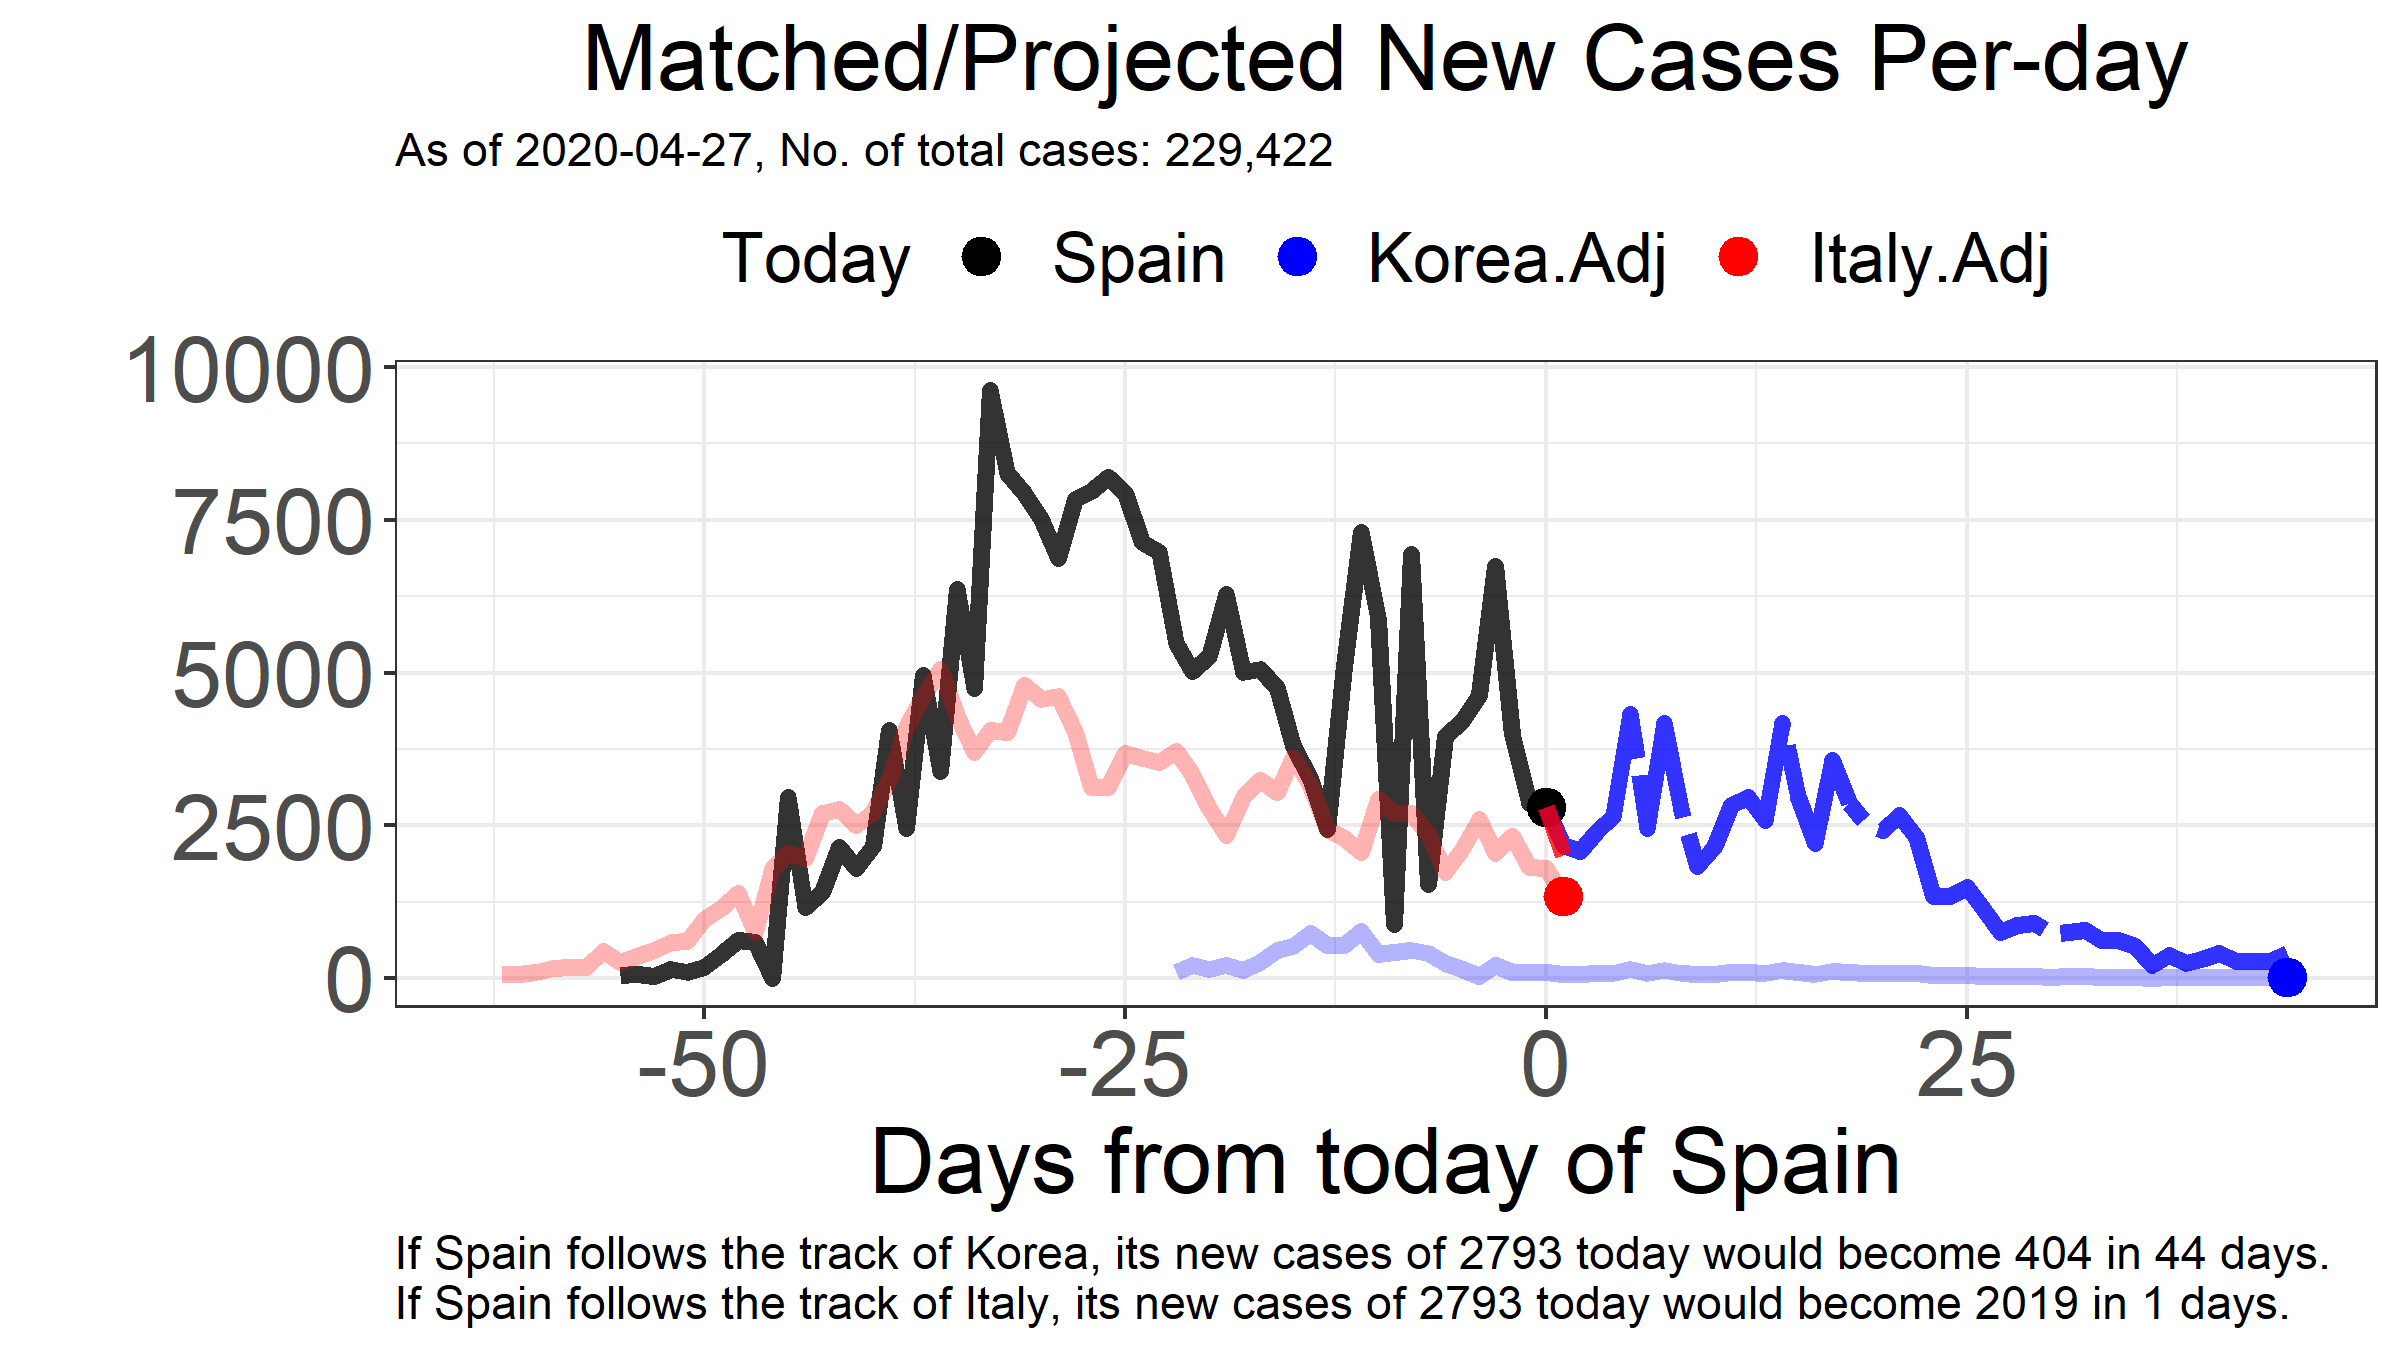 Matched/Projected New Cases Per-day
As of 2020-04-27, No. of total cases: 229,422
Today Spain Korea.Adj Italy.Adj
10000
7500
5000
2500
0
-50 -25 0 25
Days from today of Spain
If Spain follows the track of Korea, its new cases of 2793 today would become 404 in 44 days.
If Spain follows the track of Italy, its new cases of 2793 today would become 2019 in 1 days.